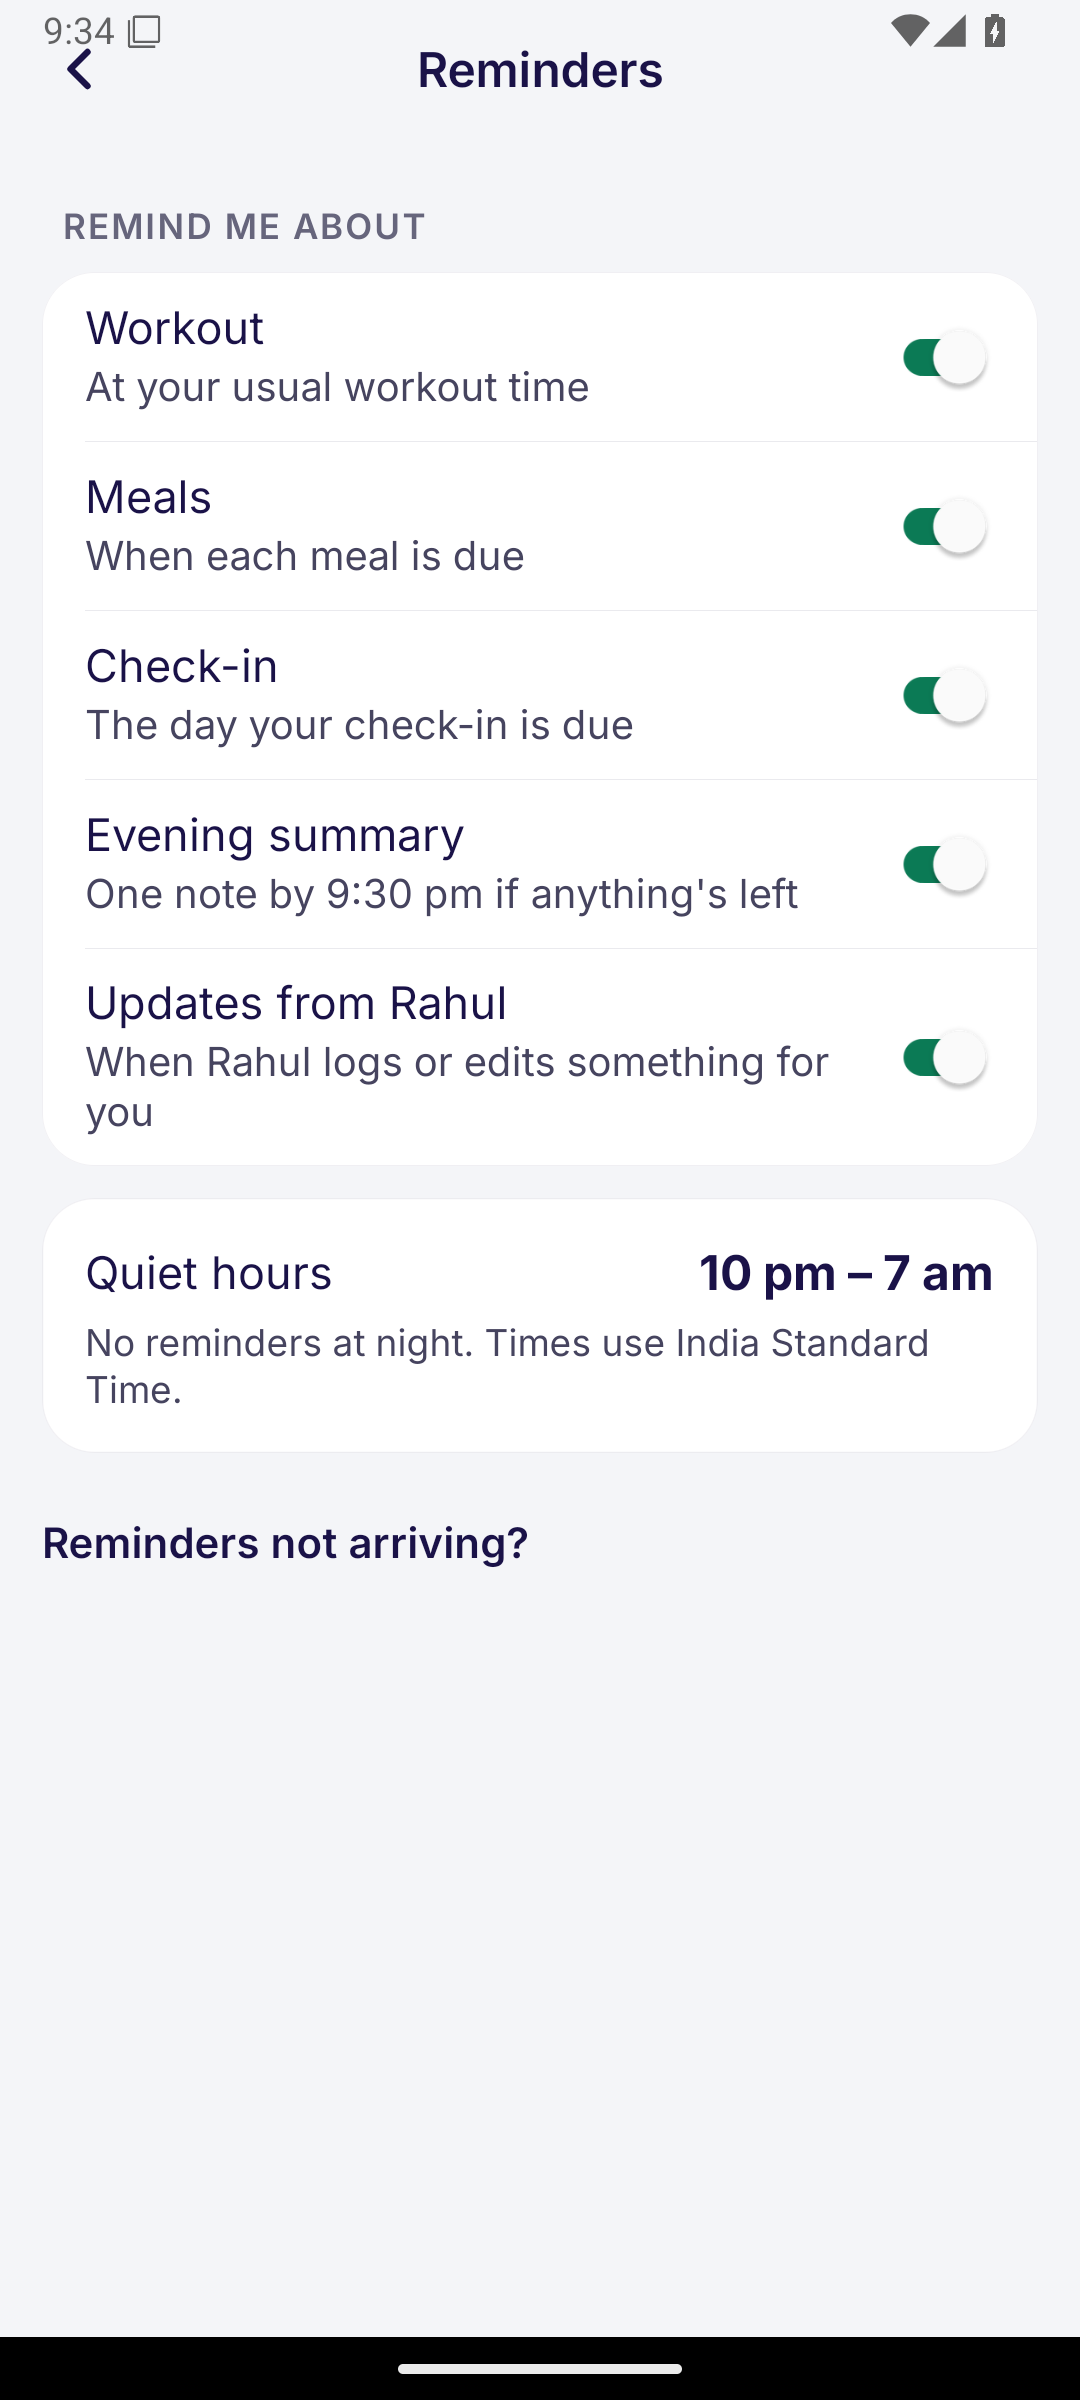 9:34
Reminders
REMIND ME ABOUT
Workout
At your usual workout time
Meals
When each meal is due
Check-in
The day your check-in is due
Evening summary
One note by 9:30 pm if anything's left
Updates from Rahul
When Rahul logs or edits something for
you
Quiet hours 10 pm – 7 am
No reminders at night. Times use India Standard
Time.
Reminders not arriving?